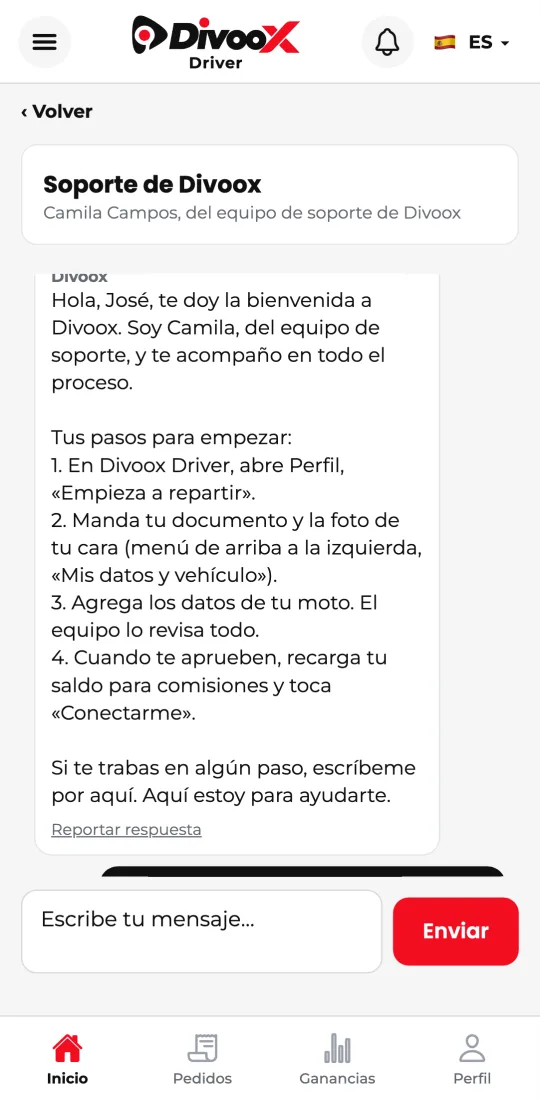 DivooX
Driver
ES
‹ Volver
Soporte de Divoox
Camila Campos, del equipo de soporte de Divoox
Divoox
Hola, José, te doy la bienvenida a
Divoox. Soy Camila, del equipo de
soporte, y te acompaño en todo el
proceso.
Tus pasos para empezar:
1. En Divoox Driver, abre Perfil,
«Empieza a repartir».
2. Manda tu documento y la foto de
tu cara (menú de arriba a la izquierda,
«Mis datos y vehículo»).
3. Agrega los datos de tu moto. El
equipo lo revisa todo.
4. Cuando te aprueben, recarga tu
saldo para comisiones y toca
«Conectarme».
Si te trabas en algún paso, escríbeme
por aquí. Aquí estoy para ayudarte.
Reportar respuesta
Escribe tu mensaje...
Enviar
Inicio
Pedidos
Ganancias
Perfil